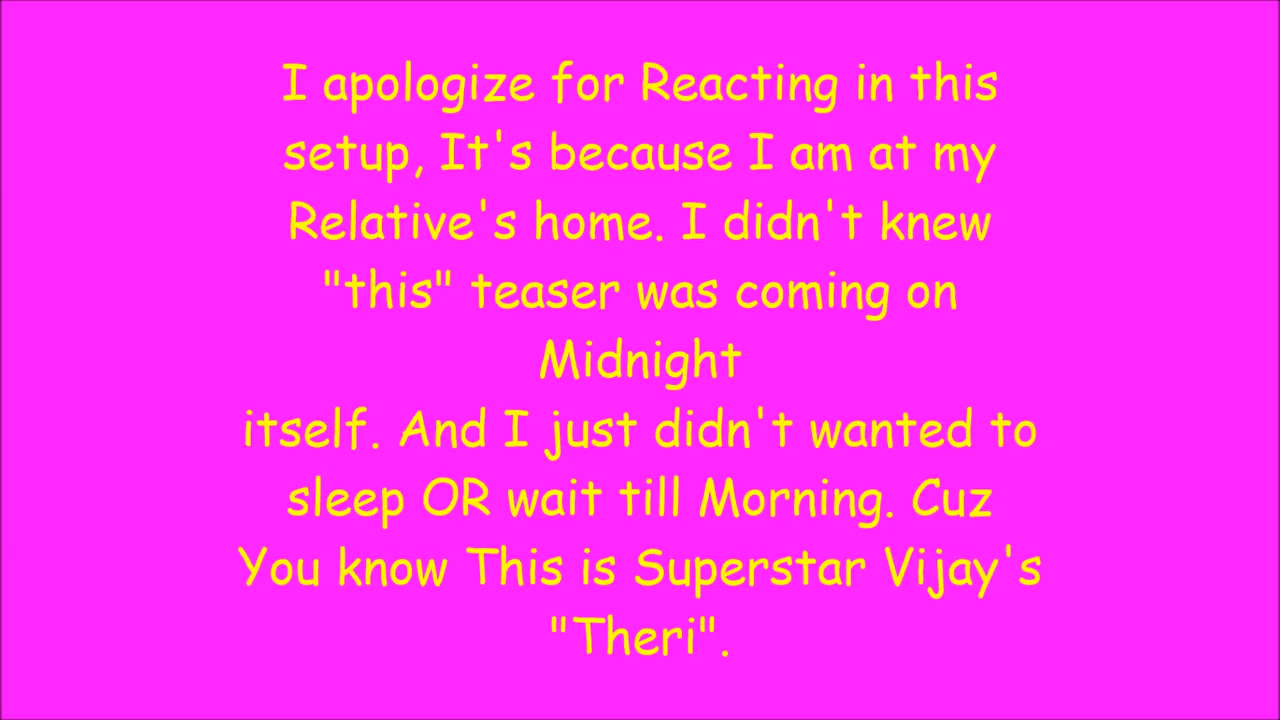 I apologize for Reacting in this
setup, It's because I am at my
Relative's home. I didn't knew
"this" teaser was coming on
Midnight
itself. And I just didn't wanted to
sleep OR wait till Morning. Cuz
You know This is Superstar Vijay's
"Theri".